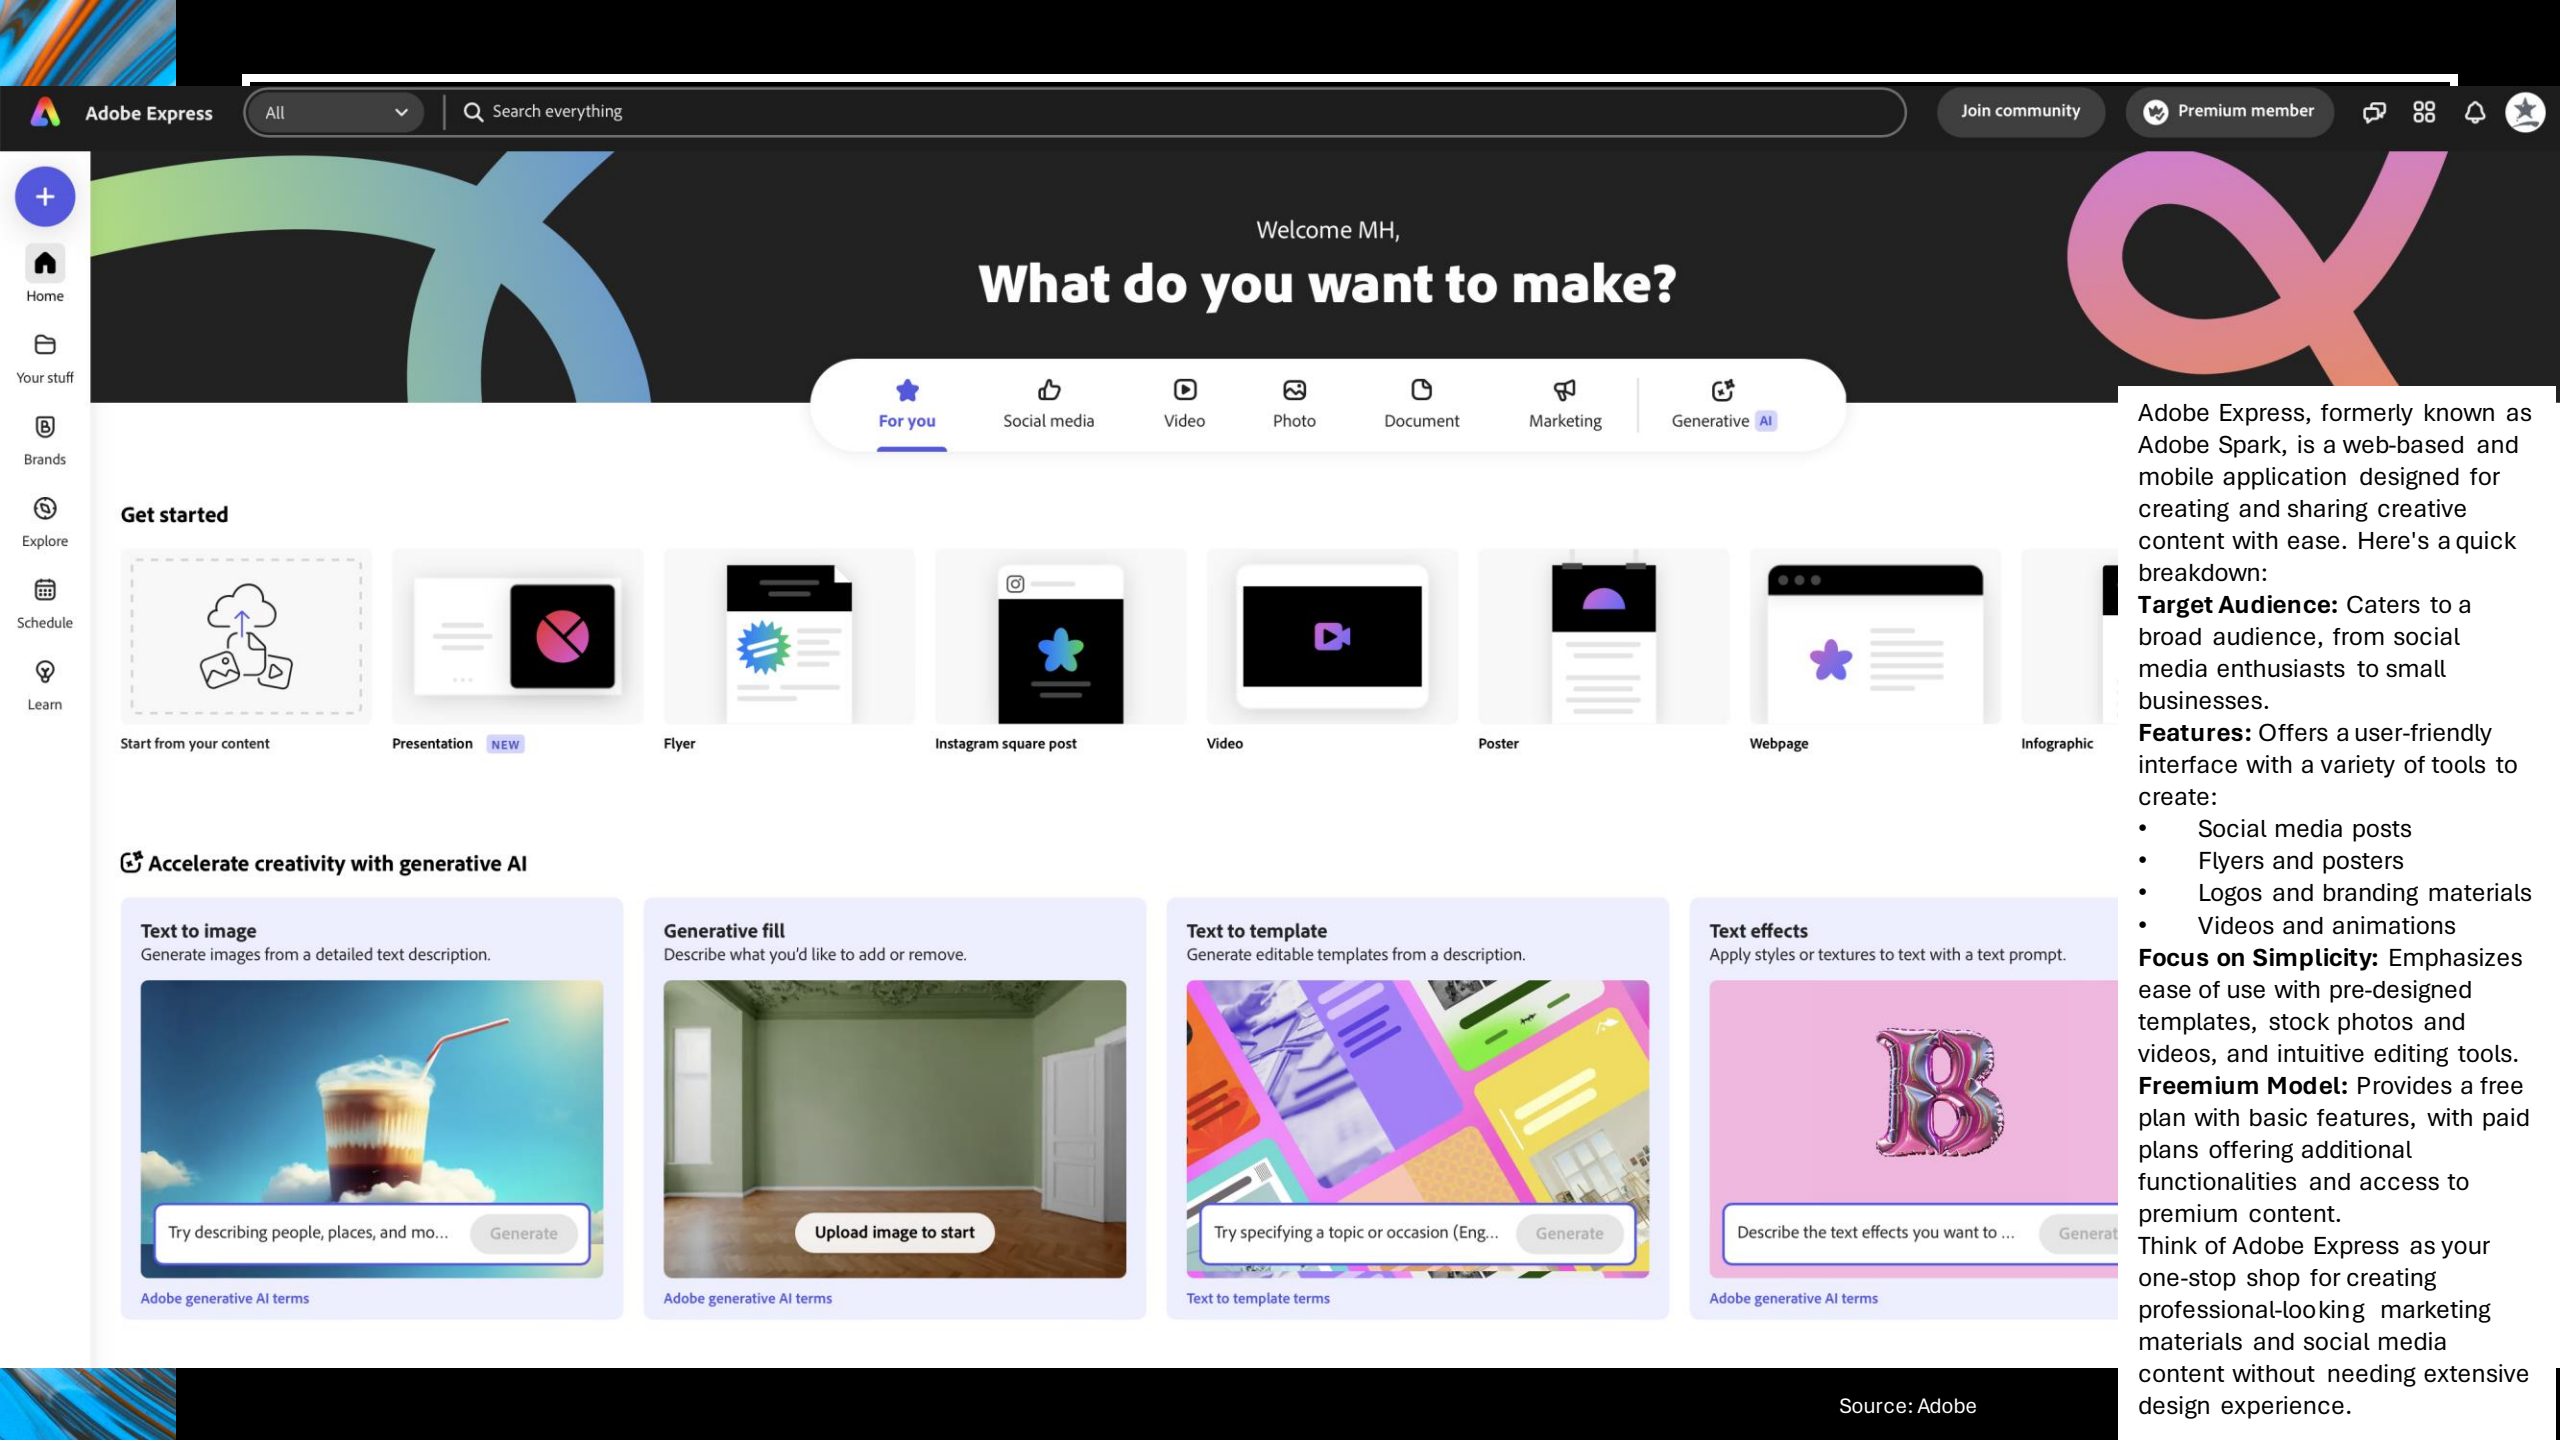 Adobe Express
All
Search everything
Join community
Premium member
Welcome MH,
What do you want to make?
Home
Your stuff
Brands
Explore
Schedule
Learn
For you
Social media
Video
Photo
Document
Marketing
Generative AI
Get started
Start from your content
Presentation NEW
Flyer
Instagram square post
Video
Poster
Webpage
Infographic
Accelerate creativity with generative AI
Text to image
Generate images from a detailed text description.
Try describing people, places, and mo...
Generate
Adobe generative AI terms
Generative fill
Describe what you'd like to add or remove.
Upload image to start
Adobe generative AI terms
Text to template
Generate editable templates from a description.
Try specifying a topic or occasion (Eng...
Generate
Text to template terms
Text effects
Apply styles or textures to text with a text prompt.
B
Describe the text effects you want to ...
Generat
Adobe generative AI terms
Adobe Express, formerly known as
Adobe Spark, is a web-based and
mobile application designed for
creating and sharing creative
content with ease. Here's a quick
breakdown:
Target Audience: Caters to a
broad audience, from social
media enthusiasts to small
businesses.
Features: Offers a user-friendly
interface with a variety of tools to
create:
• Social media posts
• Flyers and posters
• Logos and branding materials
• Videos and animations
Focus on Simplicity: Emphasizes
ease of use with pre-designed
templates, stock photos and
videos, and intuitive editing tools.
Freemium Model: Provides a free
plan with basic features, with paid
plans offering additional
functionalities and access to
premium content.
Think of Adobe Express as your
one-stop shop for creating
professional-looking marketing
materials and social media
content without needing extensive
design experience.
Source: Adobe